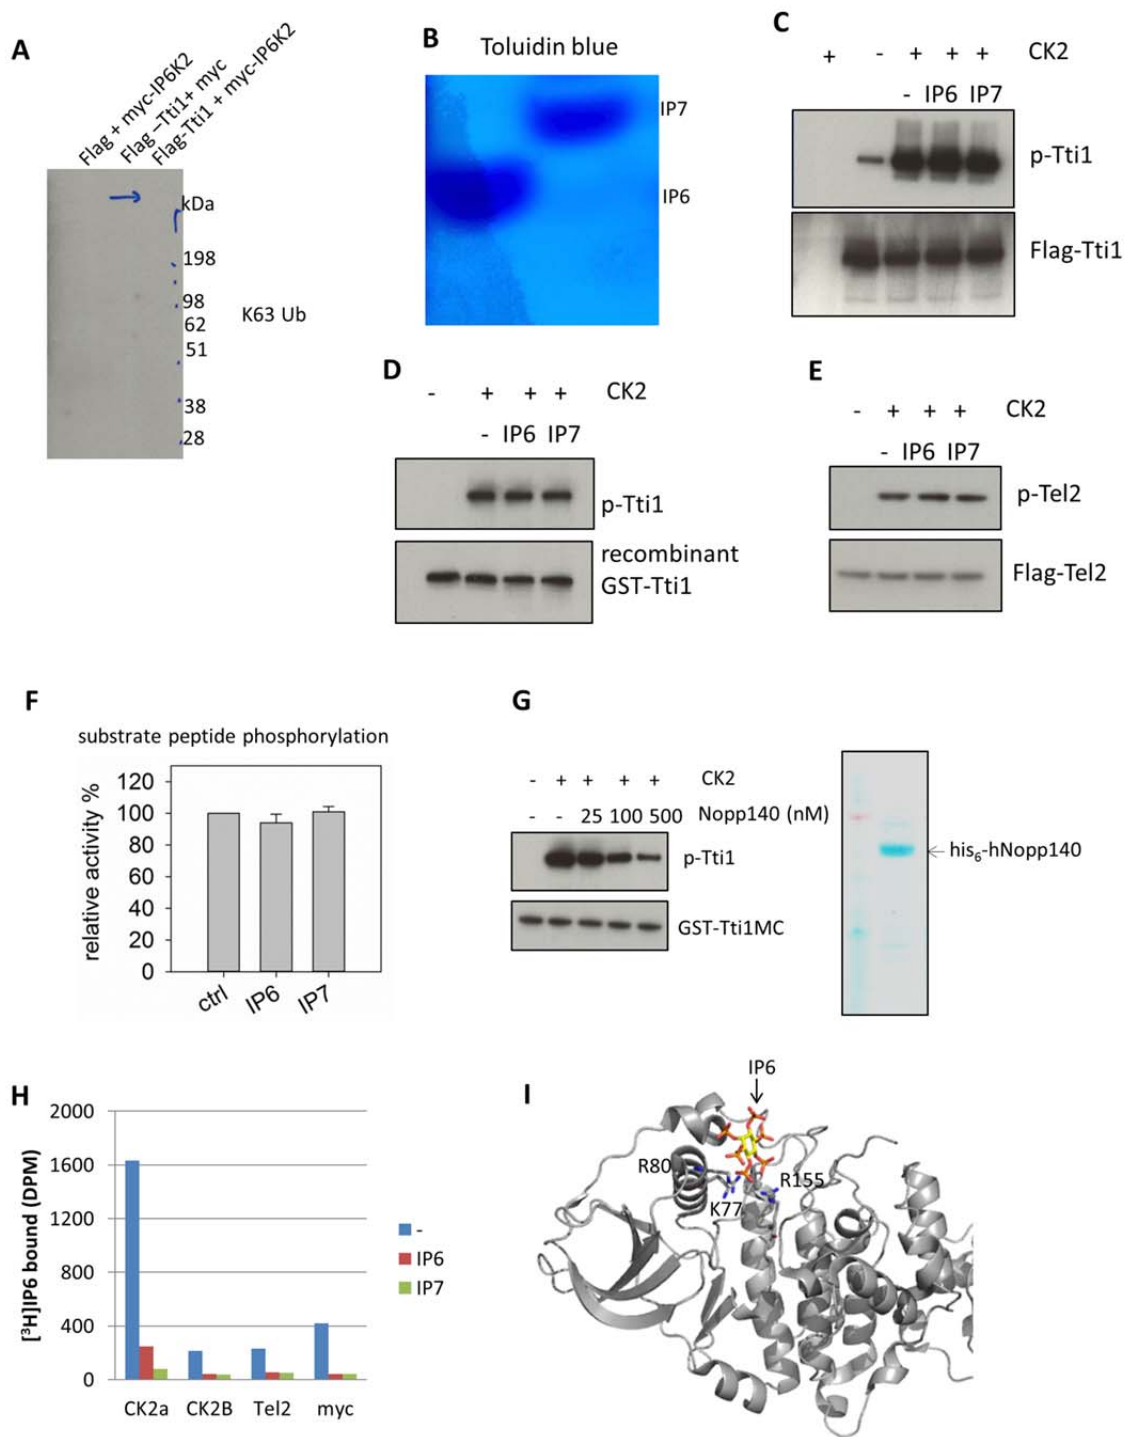 A
Flag + myc-IP6K2
Flag –Tti1+ myc
Flag-Tti1 + myc-IP6K2
kDa
198
98
62
51
38
28
K63 Ub
B
Toluidin blue
IP7
IP6
C
+ - + + + CK2
- IP6 IP7
p-Tti1
Flag-Tti1
D
- + + + CK2
- IP6 IP7
p-Tti1
recombinant
GST-Tti1
E
- + + + CK2
- IP6 IP7
p-Tel2
Flag-Tel2
F
substrate peptide phosphorylation
relative activity %
120
100
80
60
40
20
0
ctrl IP6 IP7
G
- + + + + CK2
- - 25 100 500 Nopp140 (nM)
p-Tti1
GST-Tti1MC
his6-hNopp140
H
[³H]IP6 bound (DPM)
2000
1600
1200
800
400
0
CK2a CK2B Tel2 myc
-
IP6
IP7
I
IP6
R80
K77
R155